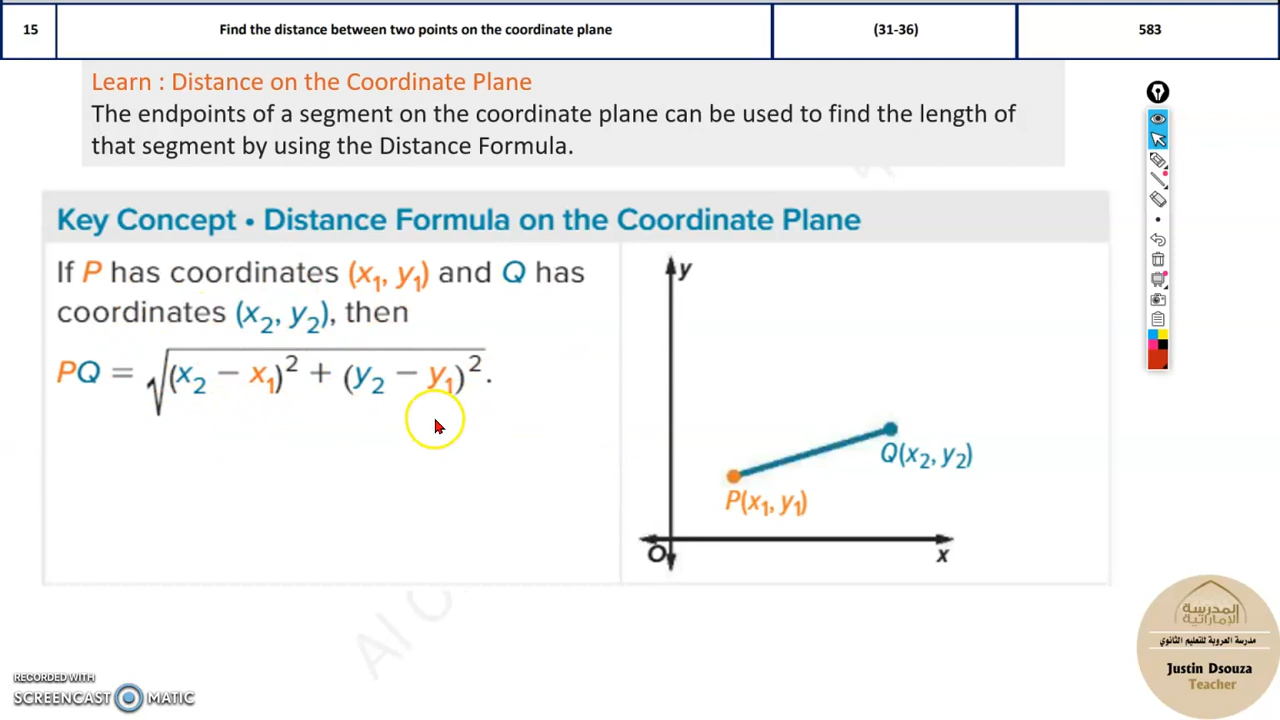 15 Find the distance between two points on the coordinate plane (31-36) 583
Learn : Distance on the Coordinate Plane
The endpoints of a segment on the coordinate plane can be used to find the length of
that segment by using the Distance Formula.
Key Concept • Distance Formula on the Coordinate Plane
If P has coordinates (x₁, y₁) and Q has
coordinates (x₂, y₂), then
PQ = √(x₂ − x₁)² + (y₂ − y₁)².
y
Q(x₂, y₂)
P(x₁, y₁)
O
x
المدرسة
الإماراتية
مدرسة العروبة للتعليم الثانوي
Justin Dsouza
Teacher
RECORDED WITH
SCREENCAST MATIC